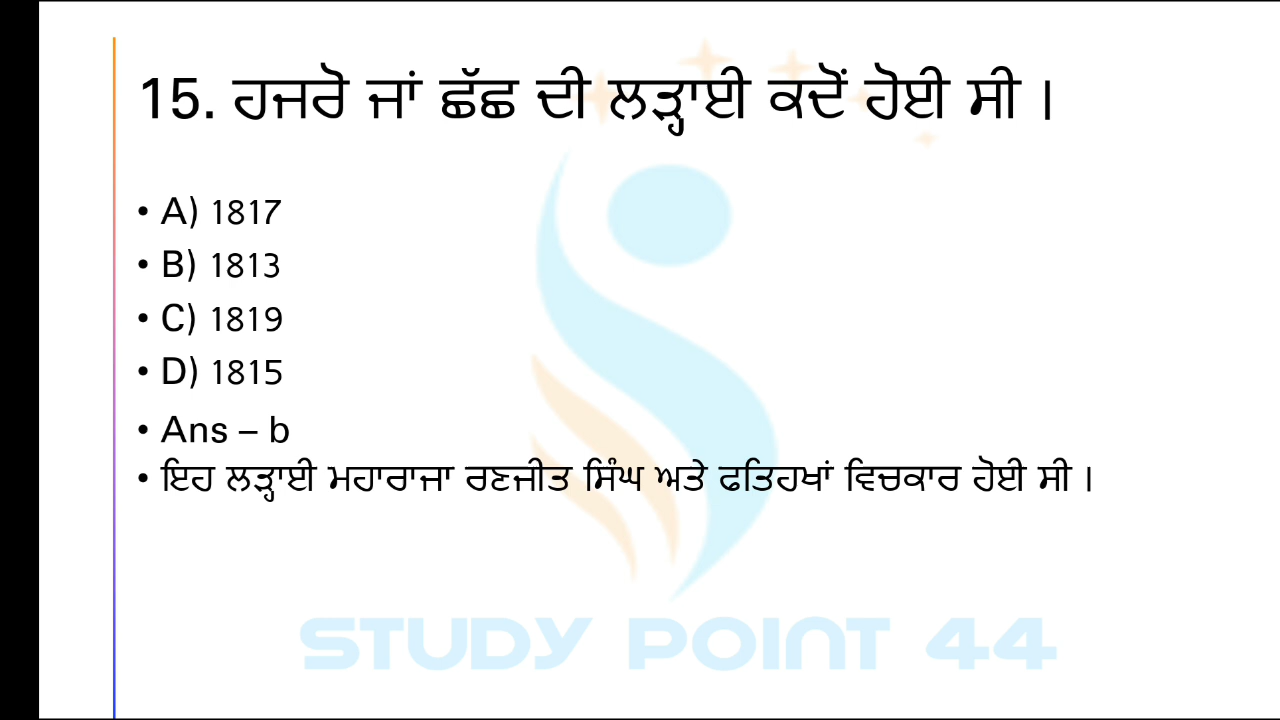 15. ਹਜਰੋ ਜਾਂ ਛੱਛ ਦੀ ਲੜ੍ਹਾਈ ਕਦੋਂ ਹੋਈ ਸੀ ।
• A) 1817
• B) 1813
• C) 1819
• D) 1815
• Ans – b
• ਇਹ ਲੜ੍ਹਾਈ ਮਹਾਰਾਜਾ ਰਣਜੀਤ ਸਿੰਘ ਅਤੇ ਫਤਿਹਖਾਂ ਵਿਚਕਾਰ ਹੋਈ ਸੀ ।
STUDY POINT 44